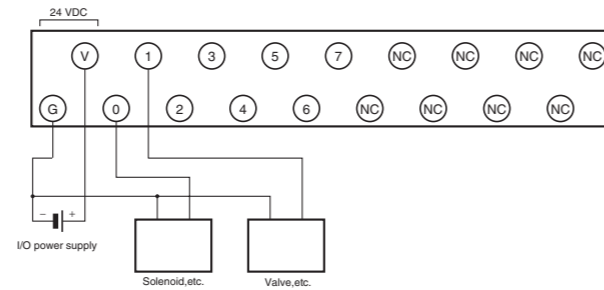 24 VDC
V 1 3 5 7 NC NC NC NC
G 0 2 4 6 NC NC NC NC
− +
I/O power supply
Solenoid,etc. Valve,etc.